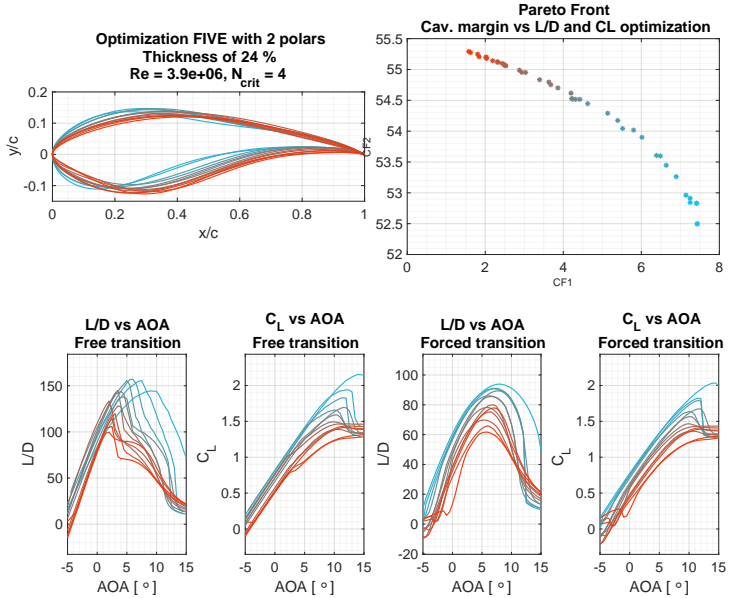 Optimization FIVE with 2 polars
Thickness of 24 %
Re = 3.9e+06, N_crit = 4
0.2
0.1
0
-0.1
y/c
0
0.2
0.4
0.6
0.8
1
x/c
Pareto Front
Cav. margin vs L/D and CL optimization
55.5
55
54.5
54
53.5
53
52.5
52
CF2
0
2
4
6
8
CF1
L/D vs AOA
Free transition
150
100
50
0
L/D
-5
0
5
10
15
AOA [ º]
C_L vs AOA
Free transition
2
1.5
1
0.5
0
C_L
-5
0
5
10
15
AOA [ º]
L/D vs AOA
Forced transition
100
80
60
40
20
0
-20
L/D
-5
0
5
10
15
AOA [ º]
C_L vs AOA
Forced transition
2
1.5
1
0.5
0
C_L
-5
0
5
10
15
AOA [ º]